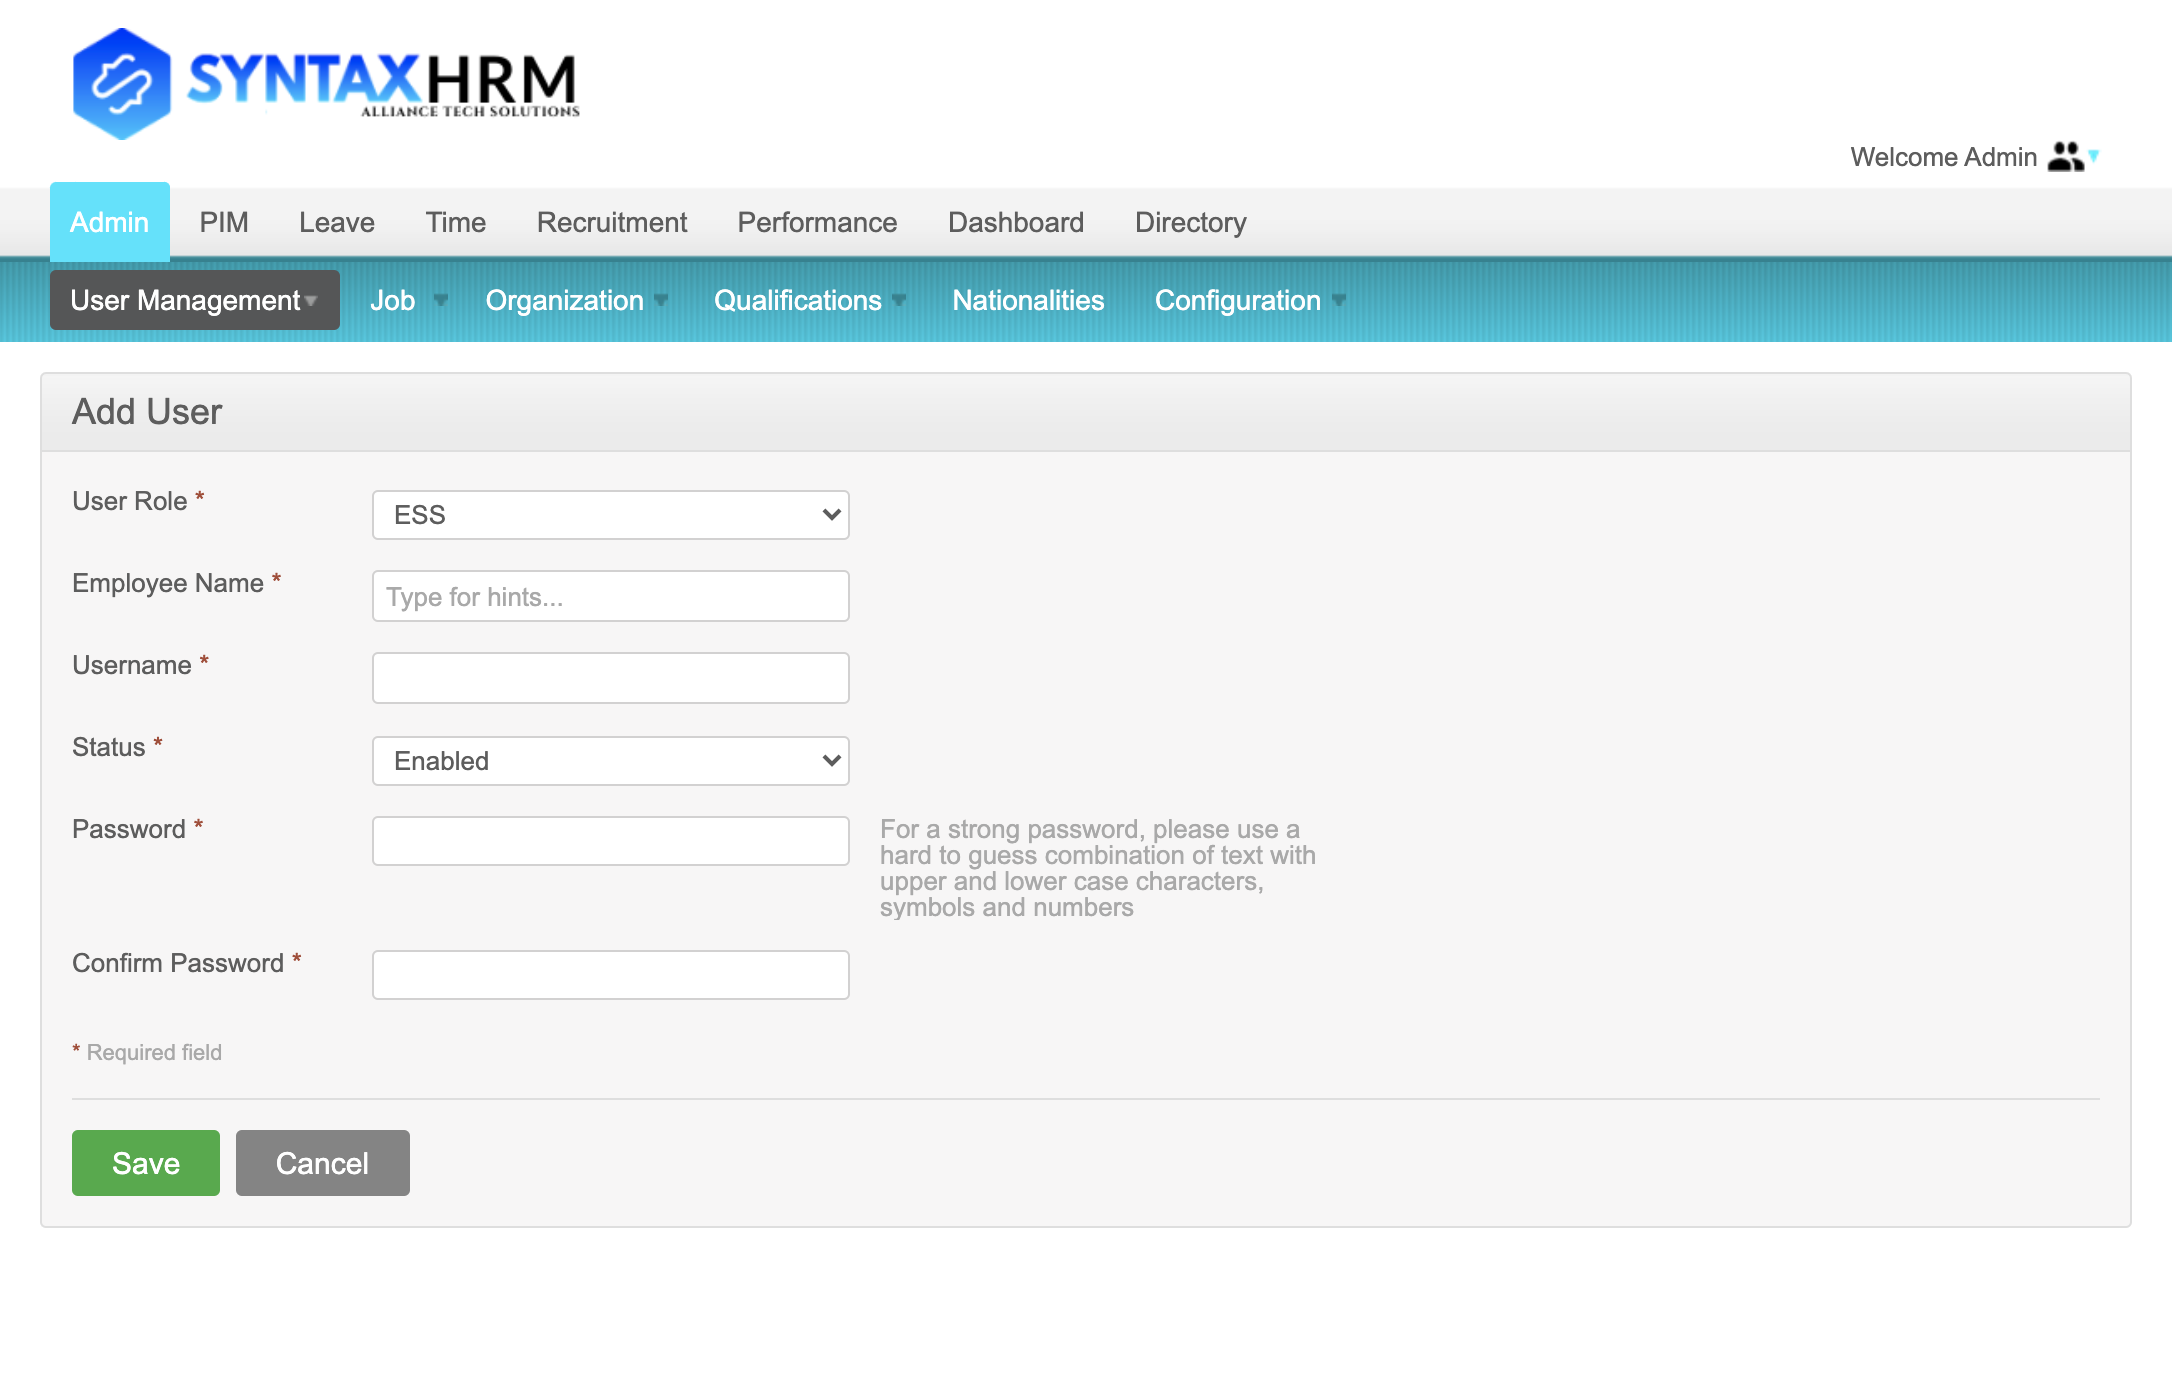 SYNTAXHRM
ALLIANCE TECH SOLUTIONS
Welcome Admin
Admin PIM Leave Time Recruitment Performance Dashboard Directory
User Management Job Organization Qualifications Nationalities Configuration
Add User
User Role * ESS
Employee Name * Type for hints...
Username *
Status * Enabled
Password * For a strong password, please use a
hard to guess combination of text with
upper and lower case characters,
symbols and numbers
Confirm Password *
* Required field
Save Cancel